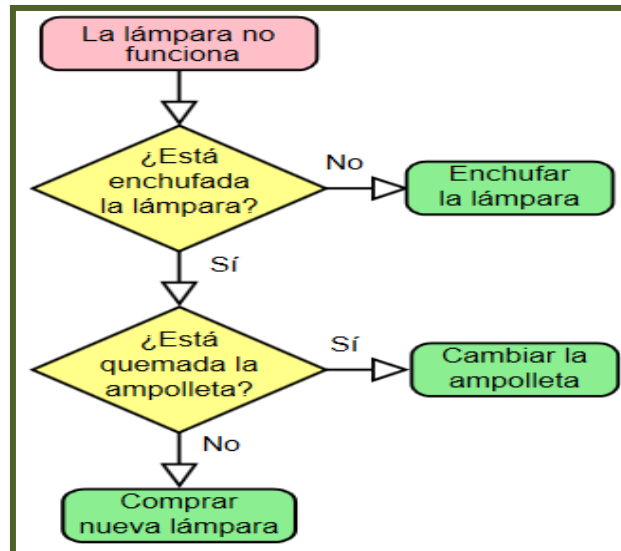 La lámpara no
funciona
¿Está
enchufada
la lámpara?
No
Enchufar
la lámpara
Sí
¿Está
quemada la
ampolleta?
Sí
Cambiar la
ampolleta
No
Comprar
nueva lámpara